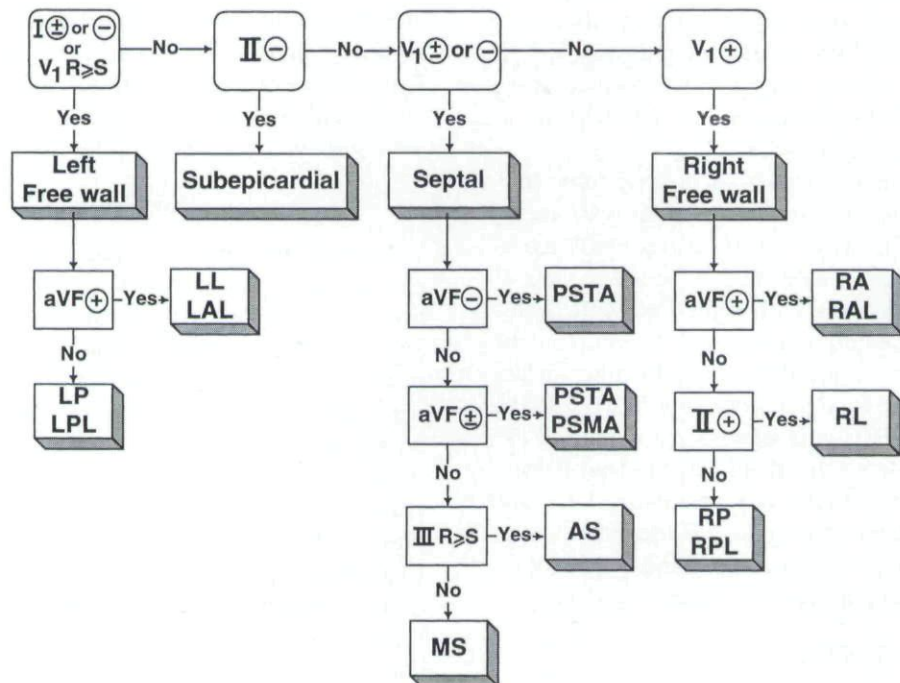 I ± or −
or
V1 R≥S
No
II −
No
V1 ± or −
No
V1 +
Yes
Yes
Yes
Yes
Left
Free wall
Subepicardial
Septal
Right
Free wall
aVF +
Yes
LL
LAL
No
LP
LPL
aVF −
Yes
PSTA
No
aVF ±
Yes
PSTA
PSMA
No
III R≥S
Yes
AS
No
MS
aVF +
Yes
RA
RAL
No
II +
Yes
RL
No
RP
RPL